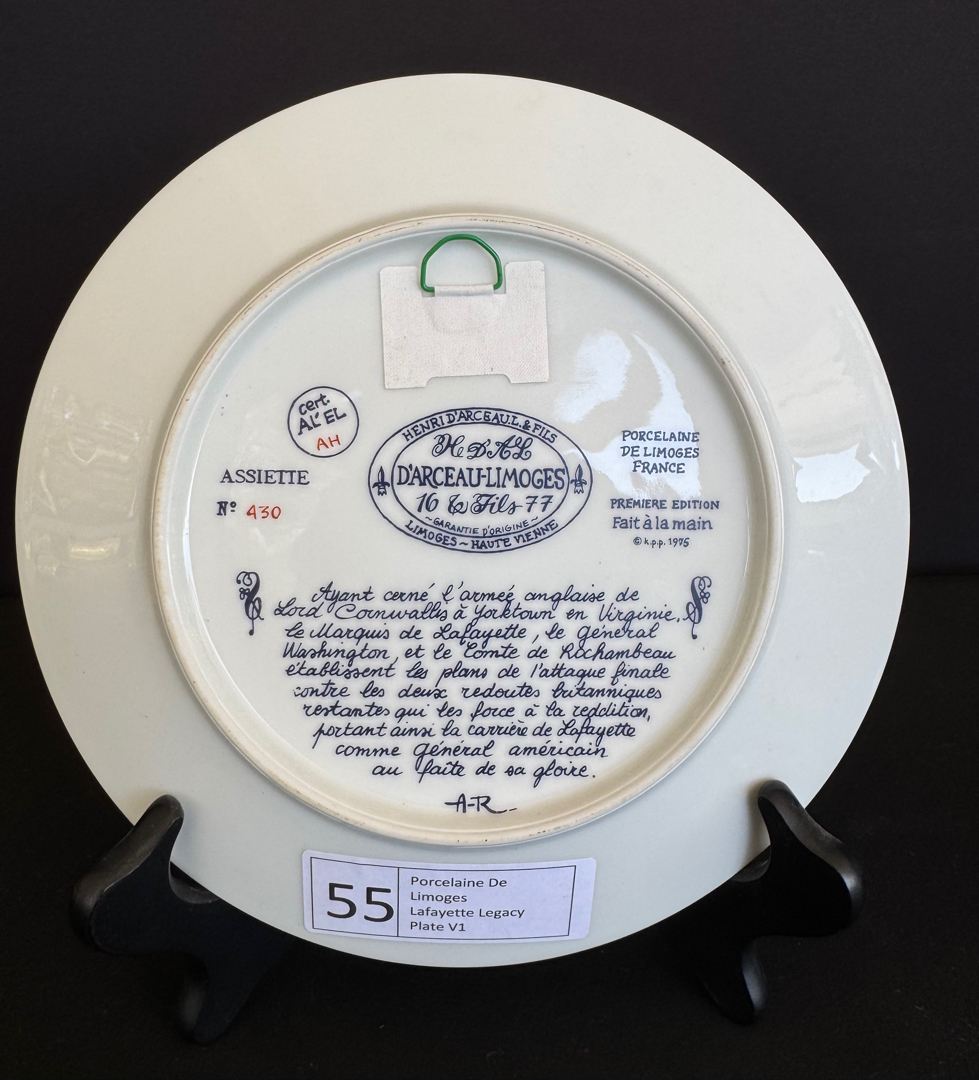 cert.
AL' EL
AH
ASSIETTE
Nº 430
HENRI D'ARCEAU L. & FILS
H D'AL
D'ARCEAU-LIMOGES
16 & Fils 77
~GARANTIE D'ORIGINE~
LIMOGES ~ HAUTE VIENNE
PORCELAINE
DE LIMOGES
FRANCE
PREMIERE EDITION
Fait à la main
© k.p.p. 1975
Ayant cerné l'armée anglaise de
Lord Cornwallis à Yorktown en Virginie,
le Marquis de Lafayette, le général
Washington et le Comte de Rochambeau
établissent les plans de l'attaque finale
contre les deux redoutes britanniques
restantes qui les force à la reddition,
portant ainsi la carrière de Lafayette
comme général américain
au faîte de sa gloire.
A-R
55
Porcelaine De
Limoges
Lafayette Legacy
Plate V1